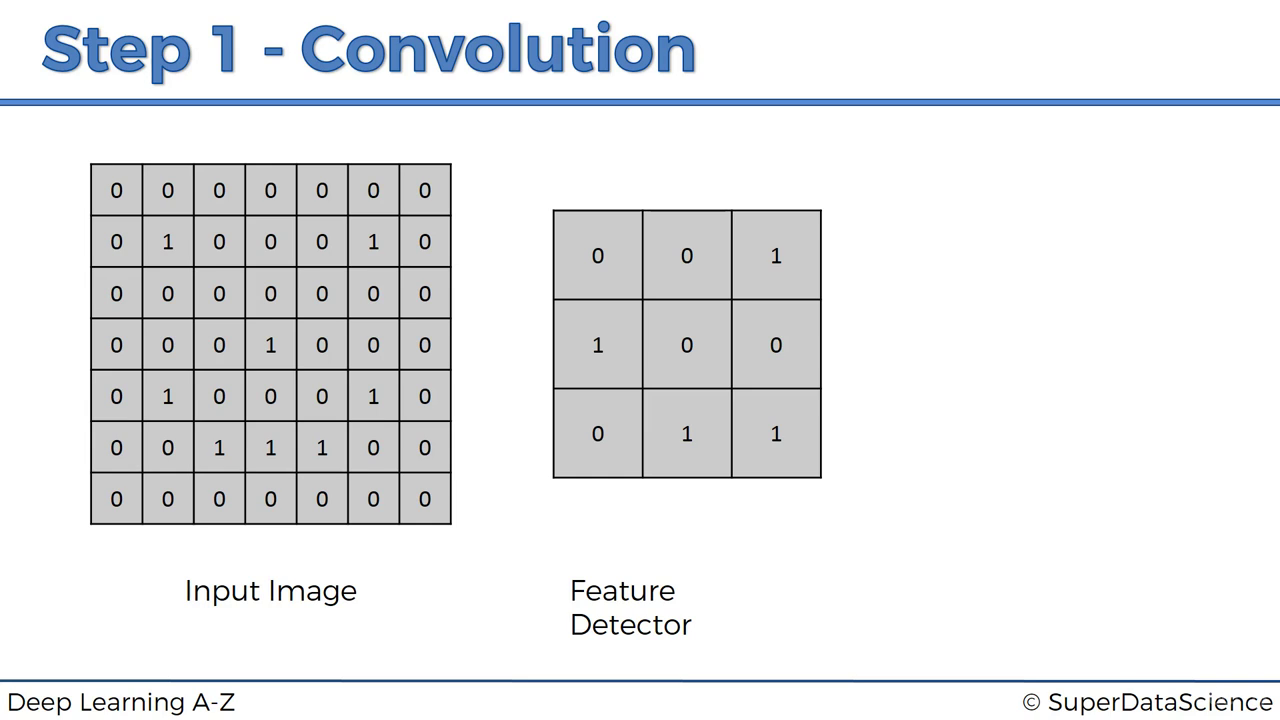 Step 1 - Convolution
0 0 0 0 0 0 0
0 1 0 0 0 1 0
0 0 0 0 0 0 0
0 0 0 1 0 0 0
0 1 0 0 0 1 0
0 0 1 1 1 0 0
0 0 0 0 0 0 0
Input Image
0 0 1
1 0 0
0 1 1
Feature
Detector
Deep Learning A-Z
© SuperDataScience